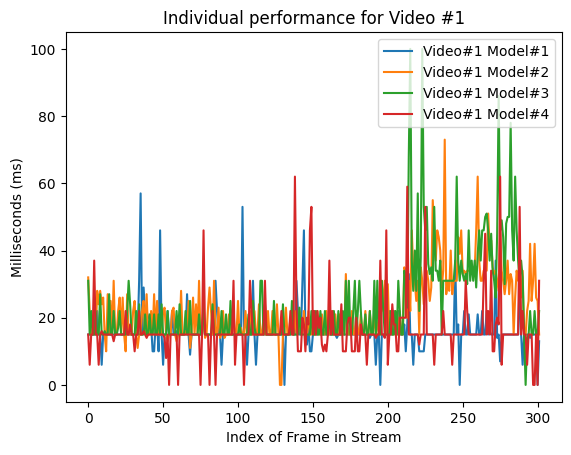 Individual performance for Video #1
Milliseconds (ms)
100
80
60
40
20
0
Video#1 Model#1
Video#1 Model#2
Video#1 Model#3
Video#1 Model#4
0 50 100 150 200 250 300
Index of Frame in Stream